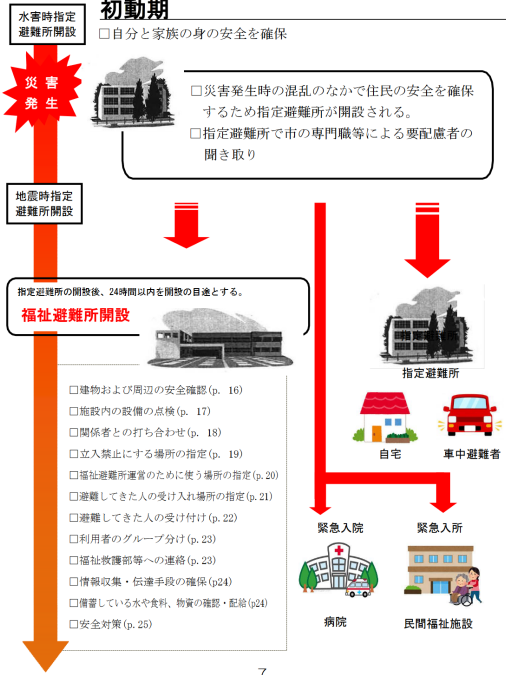 水害時指定
避難所開設
初動期
□自分と家族の身の安全を確保
災害
発生
□災害発生時の混乱のなかで住民の安全を確保
するため指定避難所が開設される。
□指定避難所で市の専門職等による要配慮者の
聞き取り
地震時指定
避難所開設
指定避難所の開設後、24時間以内を開設の目途とする。
福祉避難所開設
□建物および周辺の安全確認(p. 16)
□施設内の設備の点検(p. 17)
□関係者との打ち合わせ(p. 18)
□立入禁止にする場所の指定(p. 19)
□福祉避難所運営のために使う場所の指定(p.20)
□避難してきた人の受け入れ場所の指定(p.21)
□避難してきた人の受け付け(p.22)
□利用者のグループ分け(p.23)
□福祉救護部等への連絡(p.23)
□情報収集・伝達手段の確保(p24)
□備蓄している水や食料、物資の確認・配給(p24)
□安全対策(p.25)
指定避難所
自宅
車中避難者
緊急入院
緊急入所
病院
民間福祉施設
7